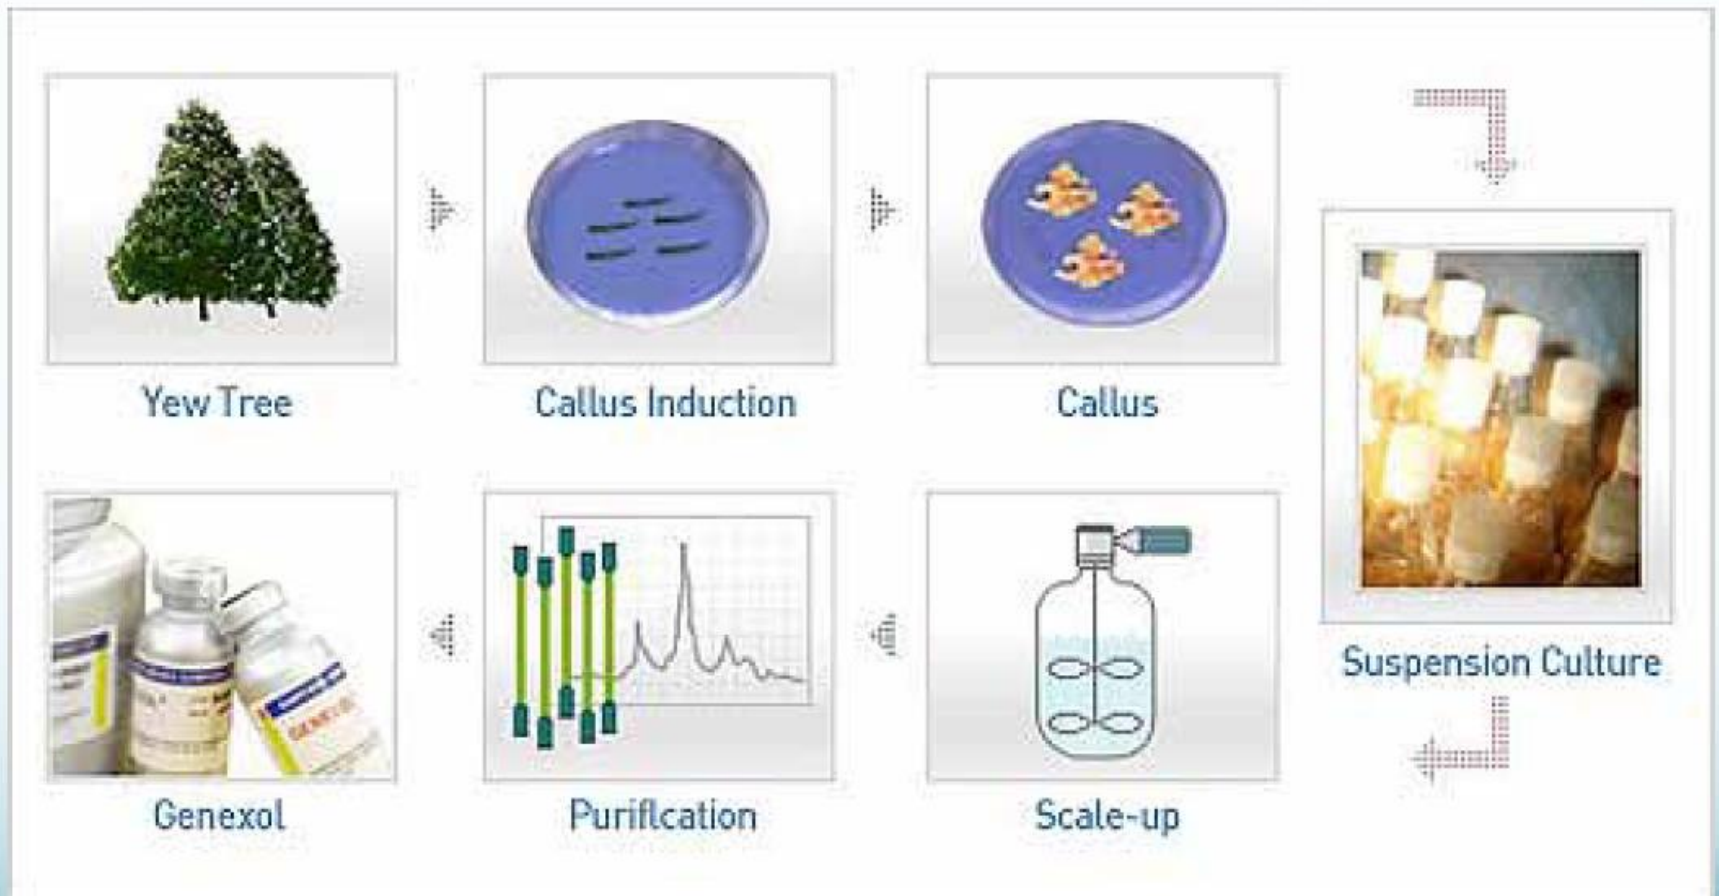 Yew Tree
Callus Induction
Callus
Suspension Culture
Genexol
Purification
Scale-up